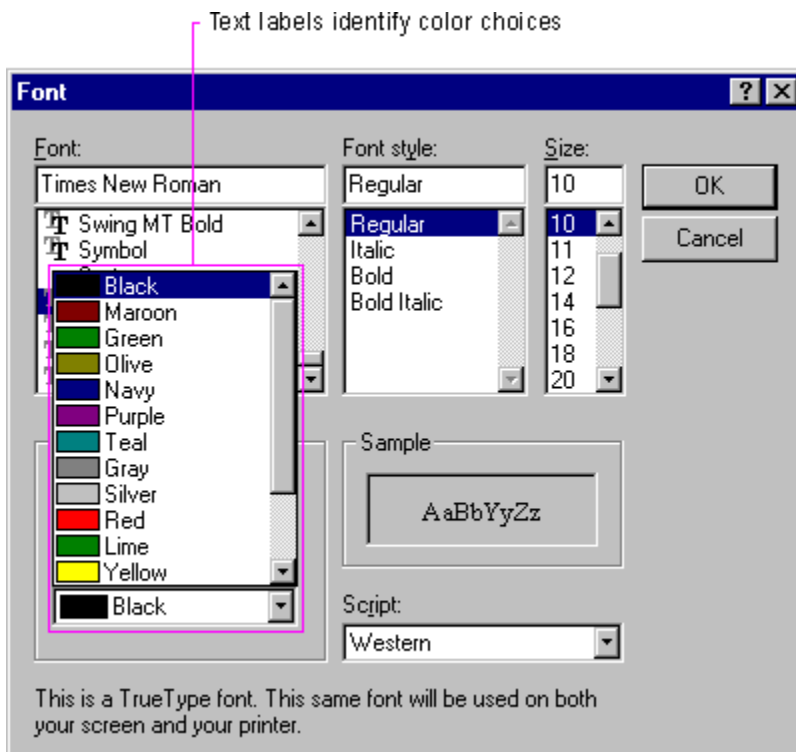 Text labels identify color choices
Font
Font:
Times New Roman
Swing MT Bold
Symbol
Font style:
Regular
Regular
Italic
Bold
Bold Italic
Size:
10
10
11
12
14
16
18
20
OK
Cancel
Black
Maroon
Green
Olive
Navy
Purple
Teal
Gray
Silver
Red
Lime
Yellow
Black
Sample
AaBbYyZz
Script:
Western
This is a TrueType font. This same font will be used on both
your screen and your printer.